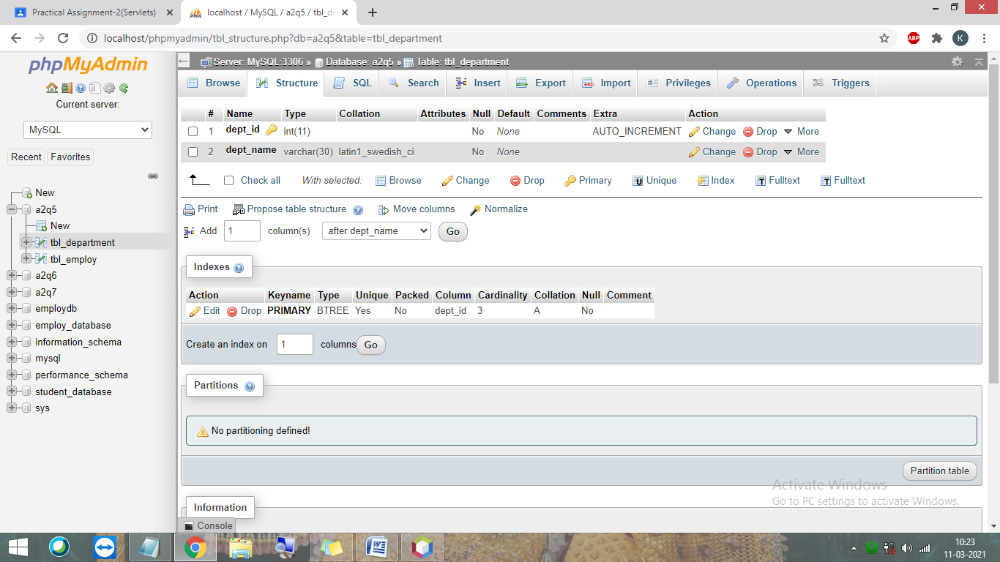 Practical Assignment-2(Servlets)
localhost / MySQL / a2q5 / tbl_de
localhost/phpmyadmin/tbl_structure.php?db=a2q5&table=tbl_department
ABP
K
phpMyAdmin
Current server:
MySQL
Recent Favorites
New
a2q5
New
tbl_department
tbl_employ
a2q6
a2q7
employdb
employ_database
information_schema
mysql
performance_schema
student_database
sys
Server: MySQL:3306 » Database: a2q5 » Table: tbl_department
Browse Structure SQL Search Insert Export Import Privileges Operations Triggers
# Name Type Collation Attributes Null Default Comments Extra Action
1 dept_id int(11) No None AUTO_INCREMENT Change Drop More
2 dept_name varchar(30) latin1_swedish_ci No None Change Drop More
Check all With selected: Browse Change Drop Primary Unique Index Fulltext Fulltext
Print Propose table structure Move columns Normalize
Add 1 column(s) after dept_name Go
Indexes
Action Keyname Type Unique Packed Column Cardinality Collation Null Comment
Edit Drop PRIMARY BTREE Yes No dept_id 3 A No
Create an index on 1 columns Go
Partitions
No partitioning defined!
Partition table
Activate Windows
Go to PC settings to activate Windows.
Information
Console
10:23
11-03-2021